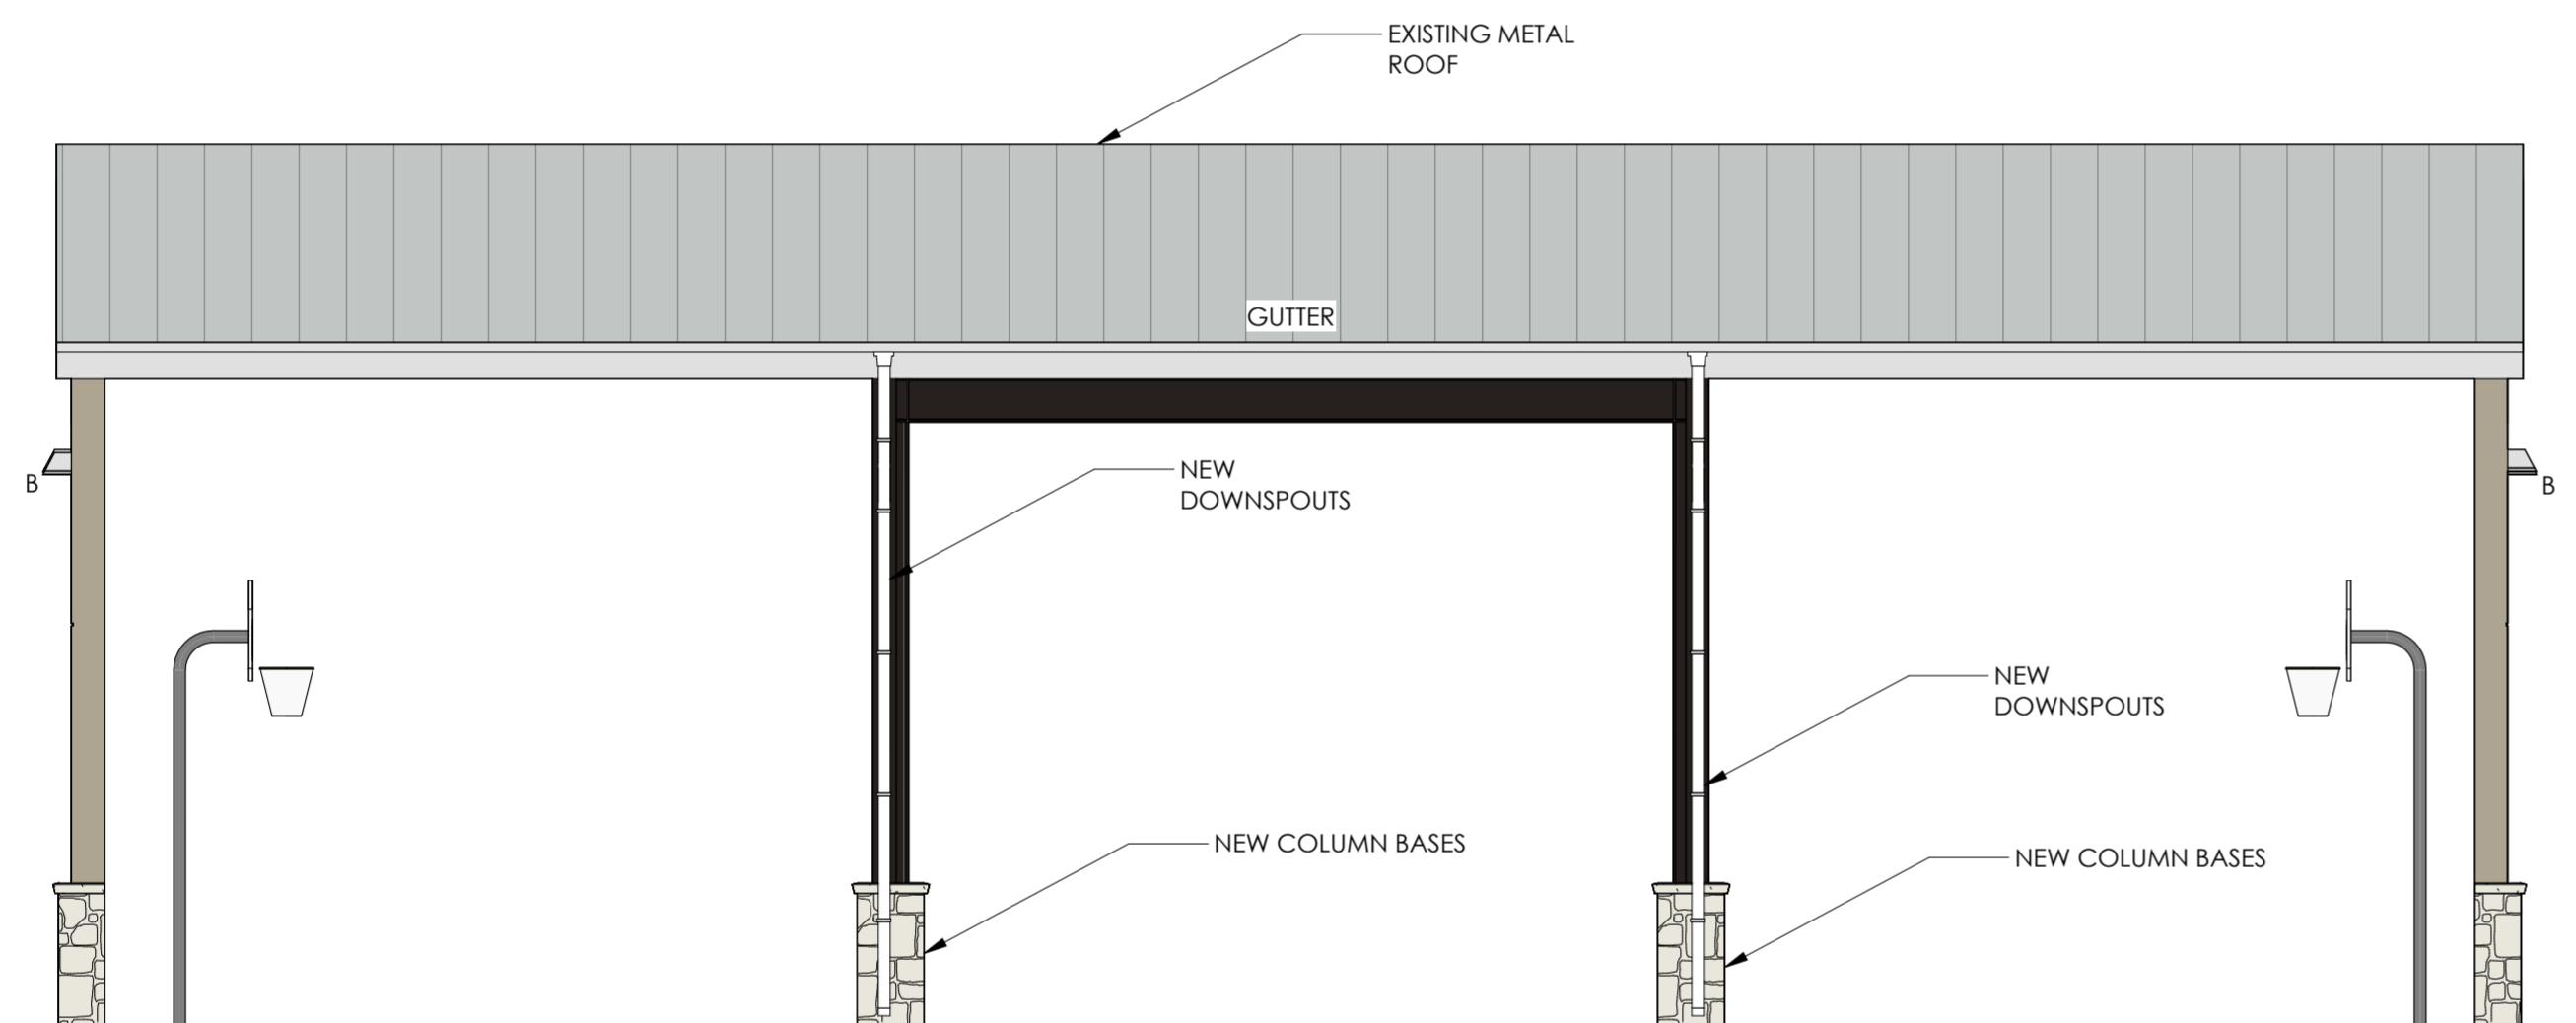 EXISTING METAL
ROOF
GUTTER
NEW
DOWNSPOUTS
B
B
NEW
DOWNSPOUTS
NEW COLUMN BASES
NEW COLUMN BASES